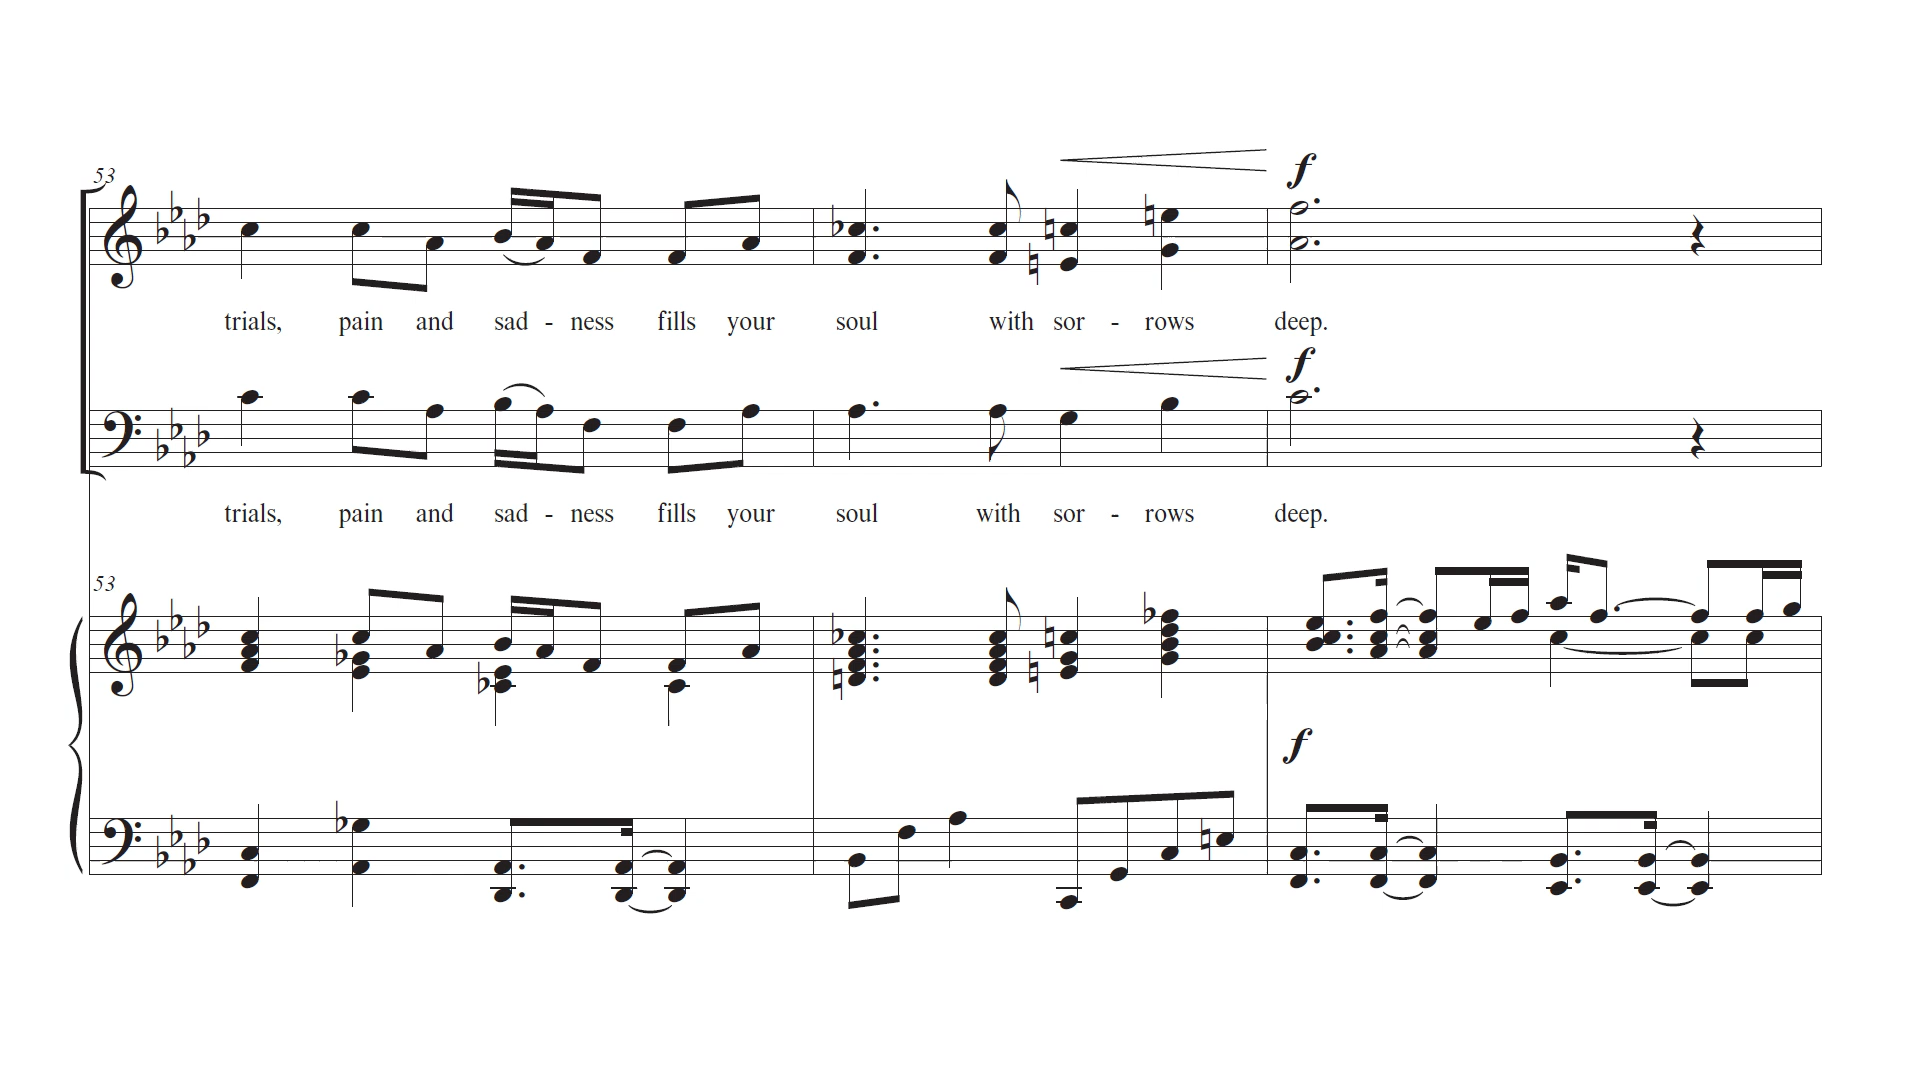 53
f
trials, pain and sad - ness fills your soul with sor - rows deep.
f
trials, pain and sad - ness fills your soul with sor - rows deep.
53
f